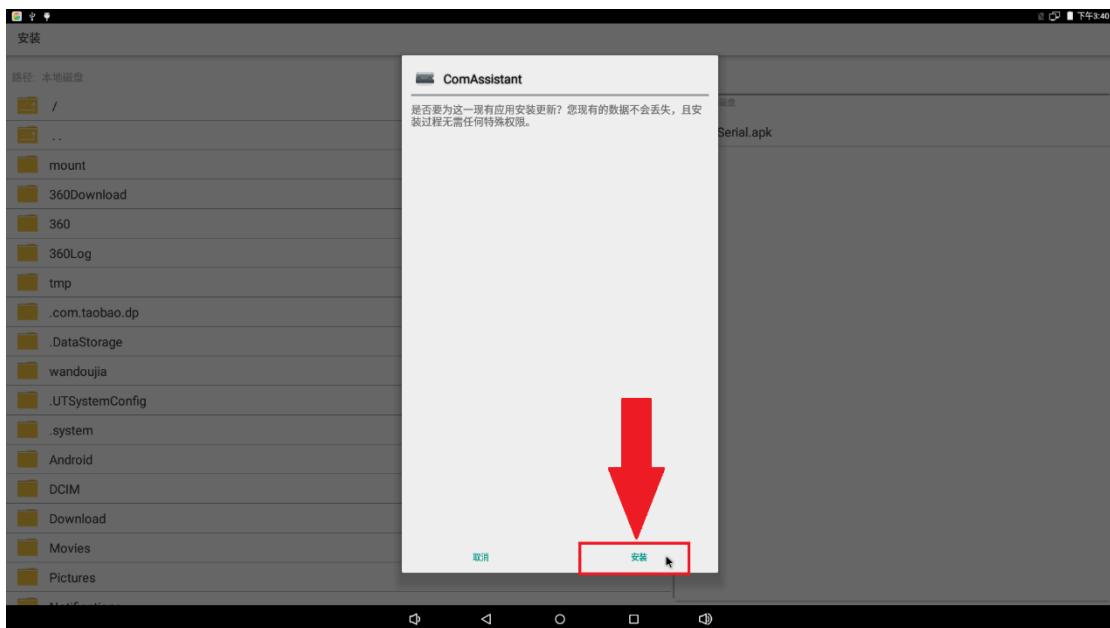 下午3:40
安装
路径: 本地磁盘
/
..
mount
360Download
360
360Log
tmp
.com.taobao.dp
.DataStorage
wandoujia
.UTSystemConfig
.system
Android
DCIM
Download
Movies
Pictures
ComAssistant
是否要为这一现有应用安装更新？您现有的数据不会丢失，且安
装过程无需任何特殊权限。
取消
安装
磁盘
Serial.apk